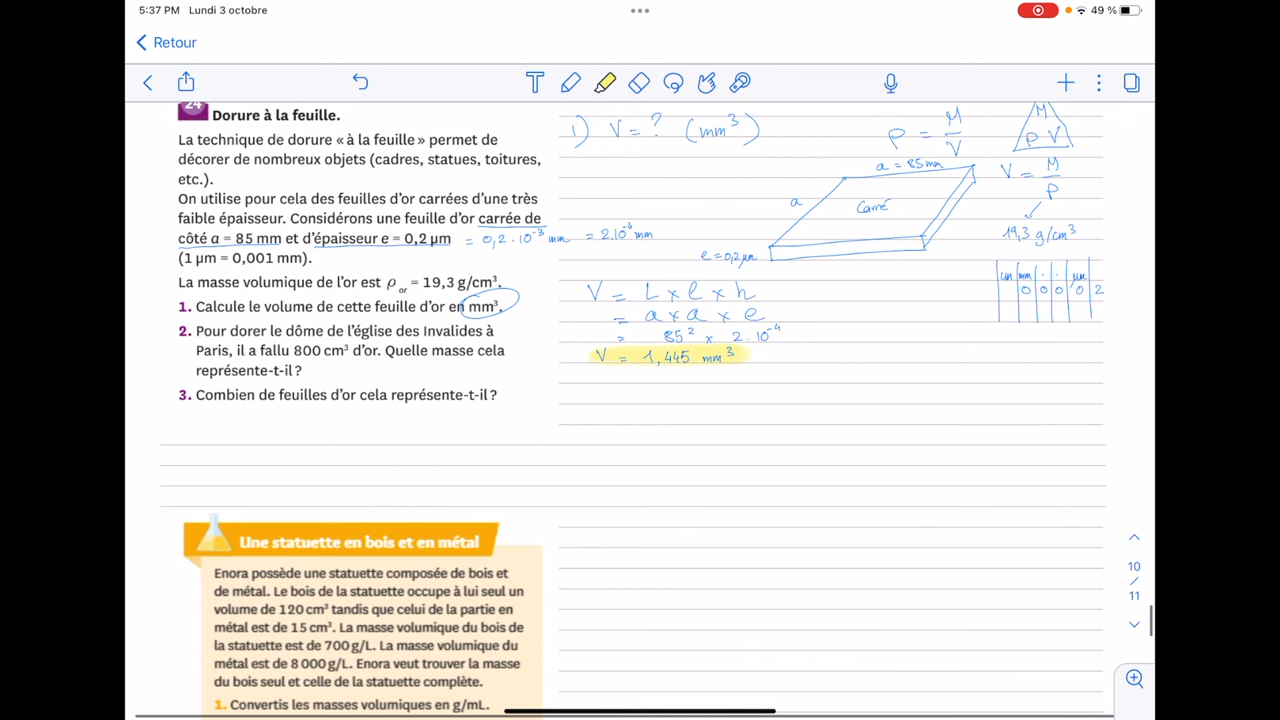 5:37 PM Lundi 3 octobre
49 %
Retour
24
Dorure à la feuille.
La technique de dorure « à la feuille » permet de
décorer de nombreux objets (cadres, statues, toitures,
etc.).
On utilise pour cela des feuilles d'or carrées d'une très
faible épaisseur. Considérons une feuille d'or carrée de
côté a = 85 mm et d'épaisseur e = 0,2 µm
= 0,2 . 10⁻³ mm = 2.10⁻⁴ mm
(1 µm = 0,001 mm).
La masse volumique de l'or est ρ or = 19,3 g/cm³.
1. Calcule le volume de cette feuille d'or en mm³.
2. Pour dorer le dôme de l'église des Invalides à
Paris, il a fallu 800 cm³ d'or. Quelle masse cela
représente-t-il ?
3. Combien de feuilles d'or cela représente-t-il ?
1) V = ? (mm³)
ρ = M / V
M
ρ V
a = 85 mm
a
Carré
e = 0,2 µm
V = M / ρ
19,3 g/cm³
cm mm . . µm
0 0 0 0 2
V = L x l x h
= a x a x e
= 85² x 2.10⁻⁴
V = 1,445 mm³
Une statuette en bois et en métal
Enora possède une statuette composée de bois et
de métal. Le bois de la statuette occupe à lui seul un
volume de 120 cm³ tandis que celui de la partie en
métal est de 15 cm³. La masse volumique du bois de
la statuette est de 700 g/L. La masse volumique du
métal est de 8 000 g/L. Enora veut trouver la masse
du bois seul et celle de la statuette complète.
1. Convertis les masses volumiques en g/mL.
10
/
11